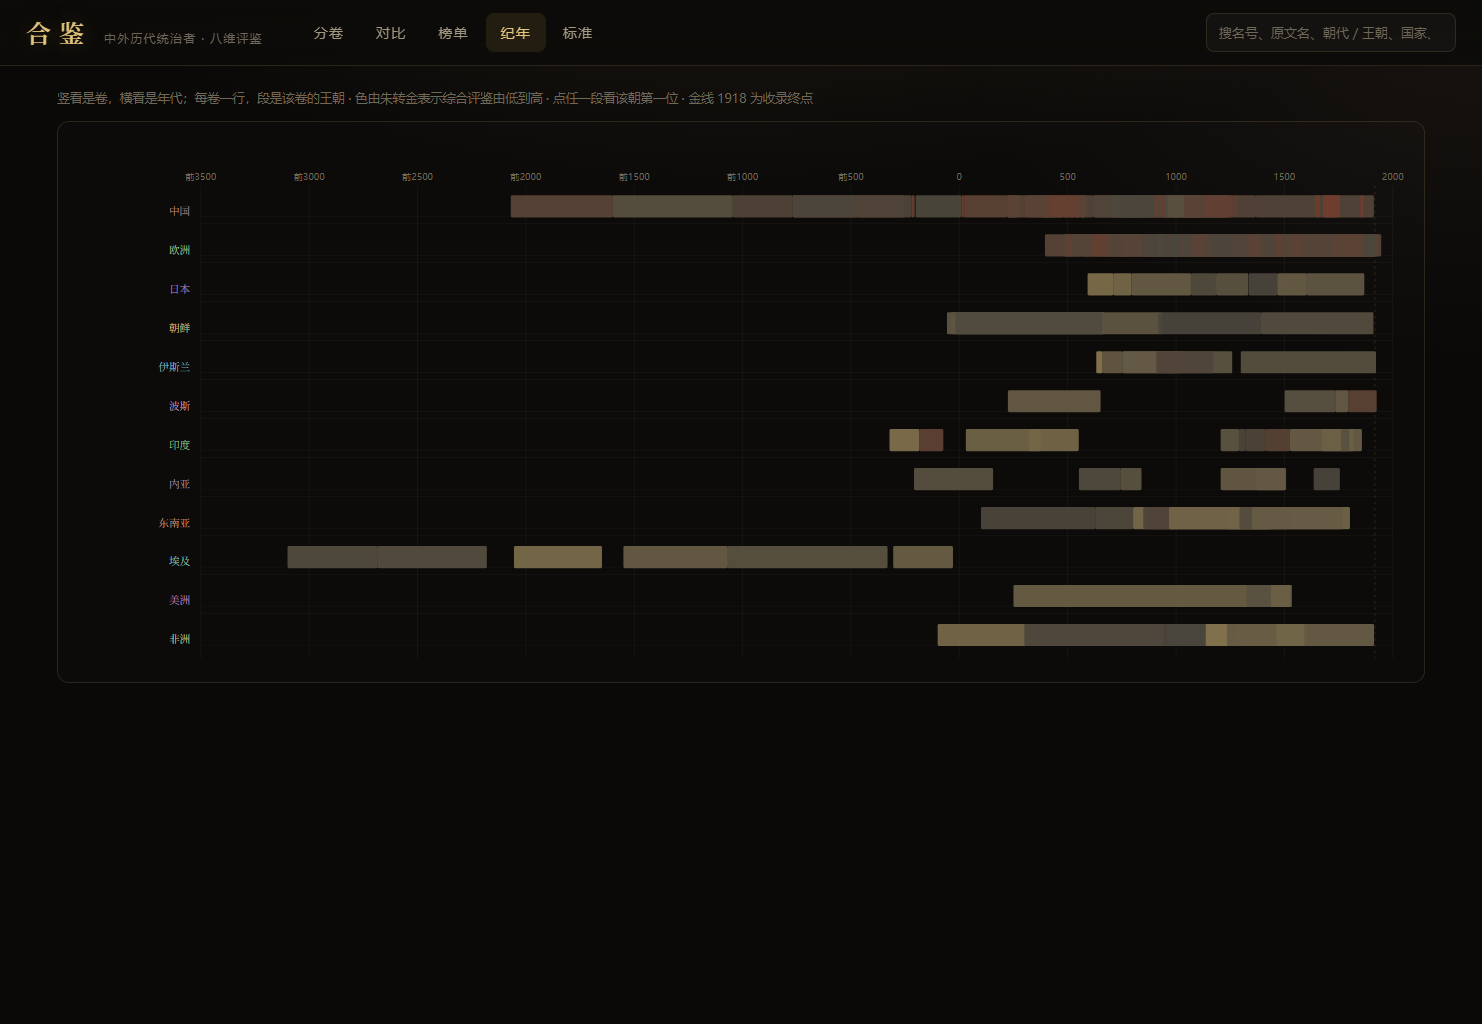 合鉴 中外历代统治者 · 八维评鉴 分卷 对比 榜单 纪年 标准 搜名号、原文名、朝代 / 王朝、国家、
竖看是卷，横看是年代；每卷一行，段是该卷的王朝 · 色由朱转金表示综合评鉴由低到高 · 点任一段看该朝第一位 · 金线 1918 为收录终点
前3500 前3000 前2500 前2000 前1500 前1000 前500 0 500 1000 1500 2000
中国
欧洲
日本
朝鲜
伊斯兰
波斯
印度
内亚
东南亚
埃及
美洲
非洲